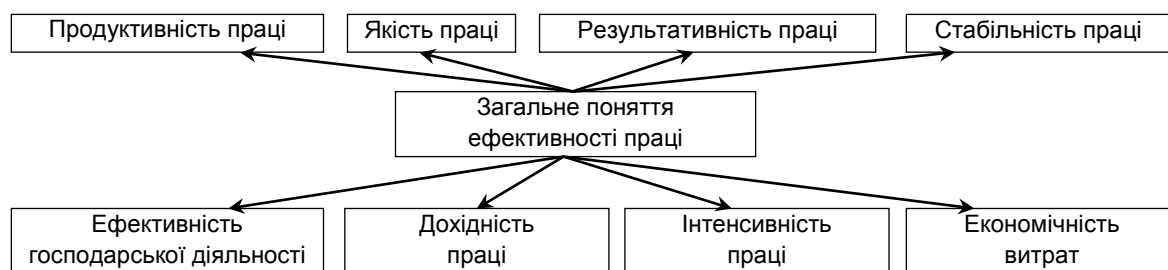 Продуктивність праці
Якість праці
Результативність праці
Стабільність праці
Загальне поняття
ефективності праці
Ефективність
господарської діяльності
Дохідність
праці
Інтенсивність
праці
Економічність
витрат